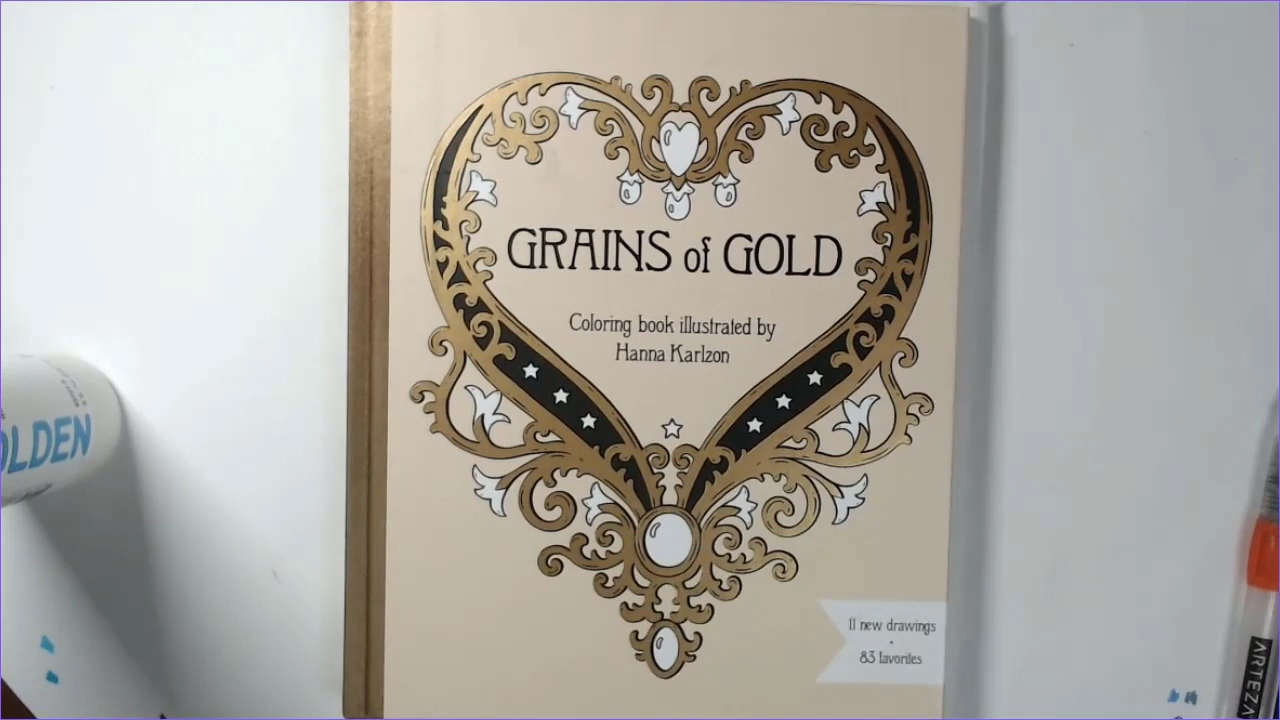 GRAINS of GOLD
Coloring book illustrated by
Hanna Karlzon
11 new drawings
+
83 favorites
OLDEN
ARTEZA